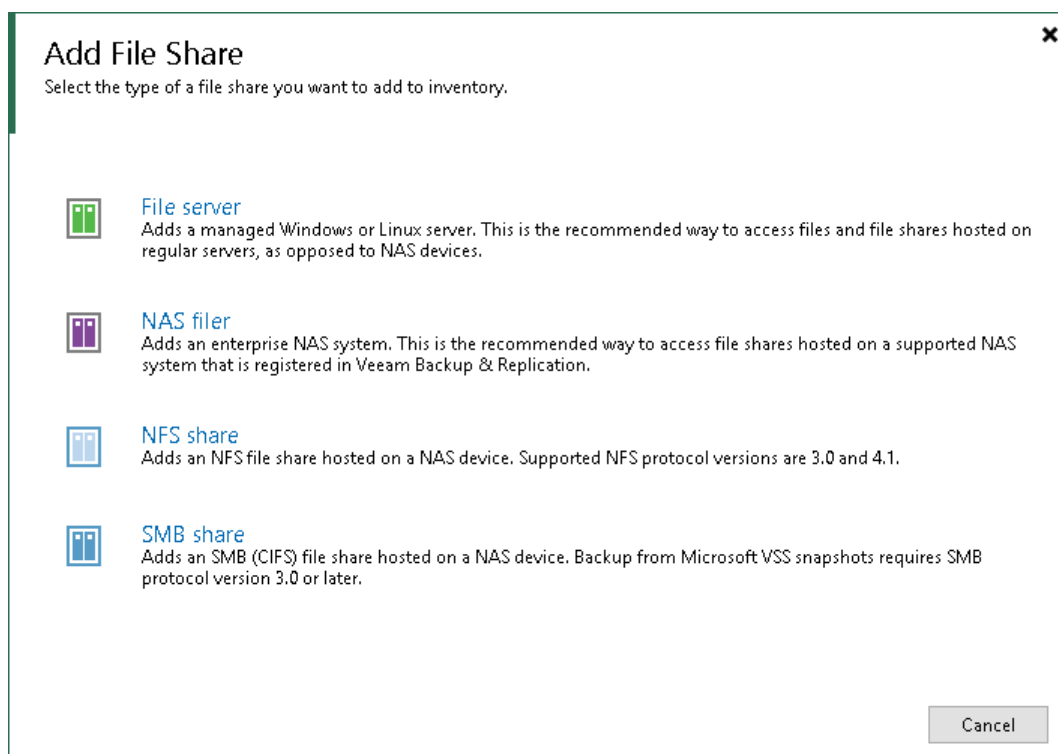 Add File Share
Select the type of a file share you want to add to inventory.
File server
Adds a managed Windows or Linux server. This is the recommended way to access files and file shares hosted on
regular servers, as opposed to NAS devices.
NAS filer
Adds an enterprise NAS system. This is the recommended way to access file shares hosted on a supported NAS
system that is registered in Veeam Backup & Replication.
NFS share
Adds an NFS file share hosted on a NAS device. Supported NFS protocol versions are 3.0 and 4.1.
SMB share
Adds an SMB (CIFS) file share hosted on a NAS device. Backup from Microsoft VSS snapshots requires SMB
protocol version 3.0 or later.
Cancel